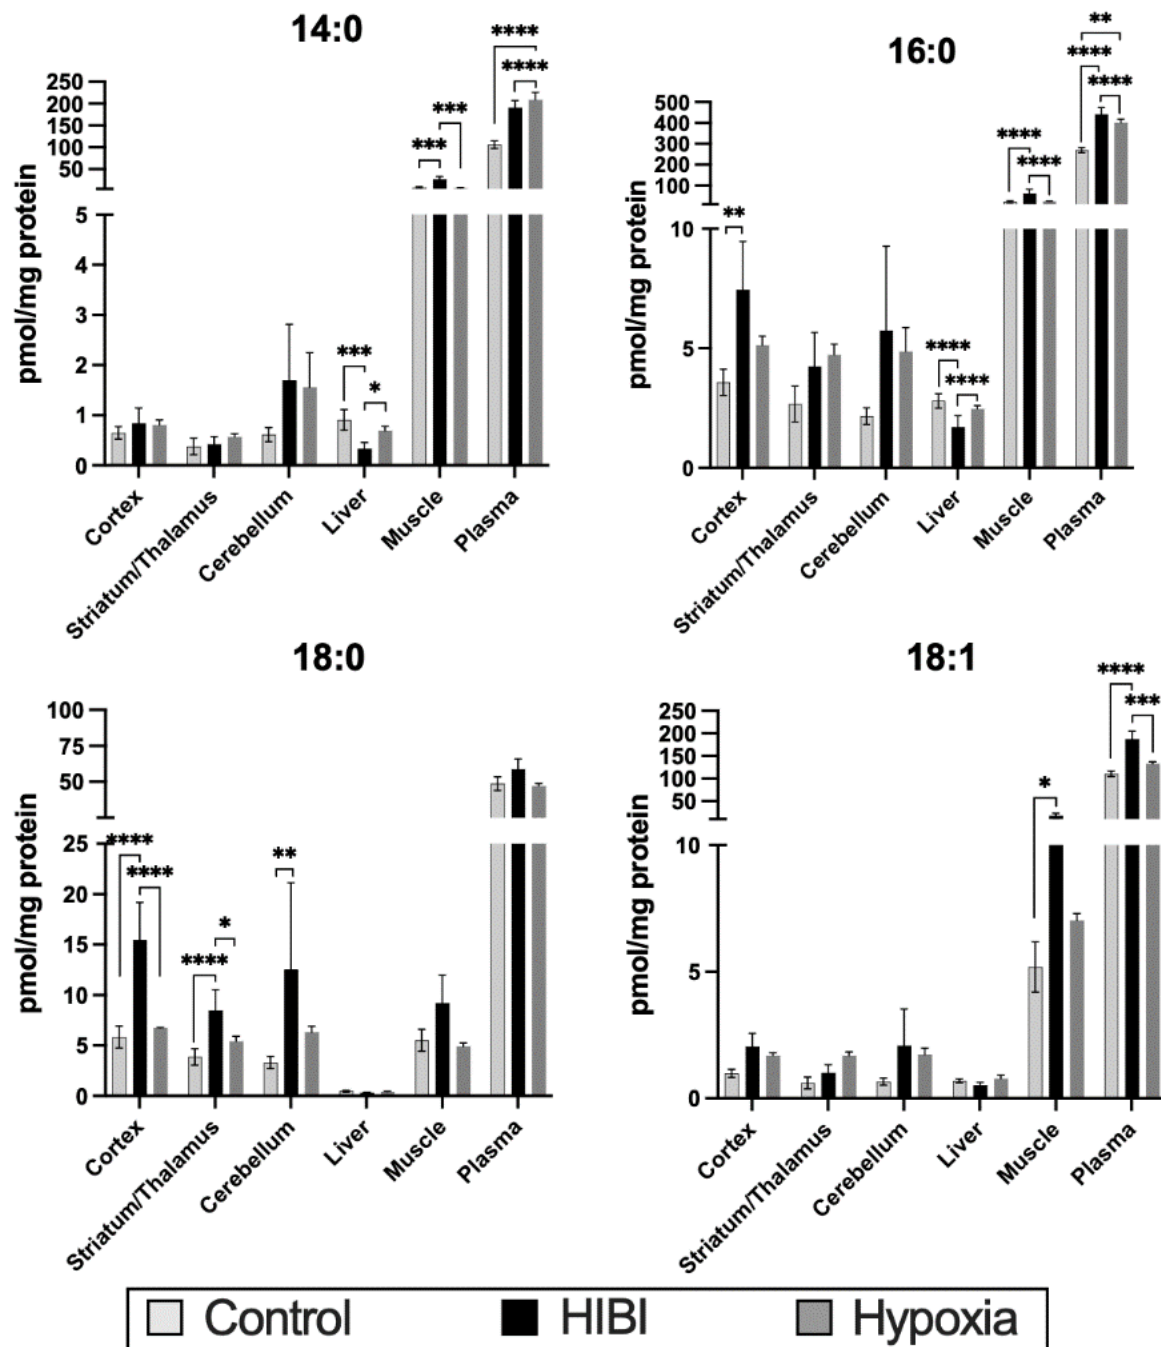 14:0
**** **** *** ***
250
200
150
100
50
5
4
3
2
1
0
*** *
pmol/mg protein
Cortex
Striatum/Thalamus
Cerebellum
Liver
Muscle
Plasma
16:0
** **** **** **** ****
500
400
300
200
100
10
5
0
** **** ****
pmol/mg protein
Cortex
Striatum/Thalamus
Cerebellum
Liver
Muscle
Plasma
18:0
100
75
50
25
20
15
10
5
0
**** **** **** * **
pmol/mg protein
Cortex
Striatum/Thalamus
Cerebellum
Liver
Muscle
Plasma
18:1
**** *** *
250
200
150
100
50
10
5
0
pmol/mg protein
Cortex
Striatum/Thalamus
Cerebellum
Liver
Muscle
Plasma
Control HIBI Hypoxia